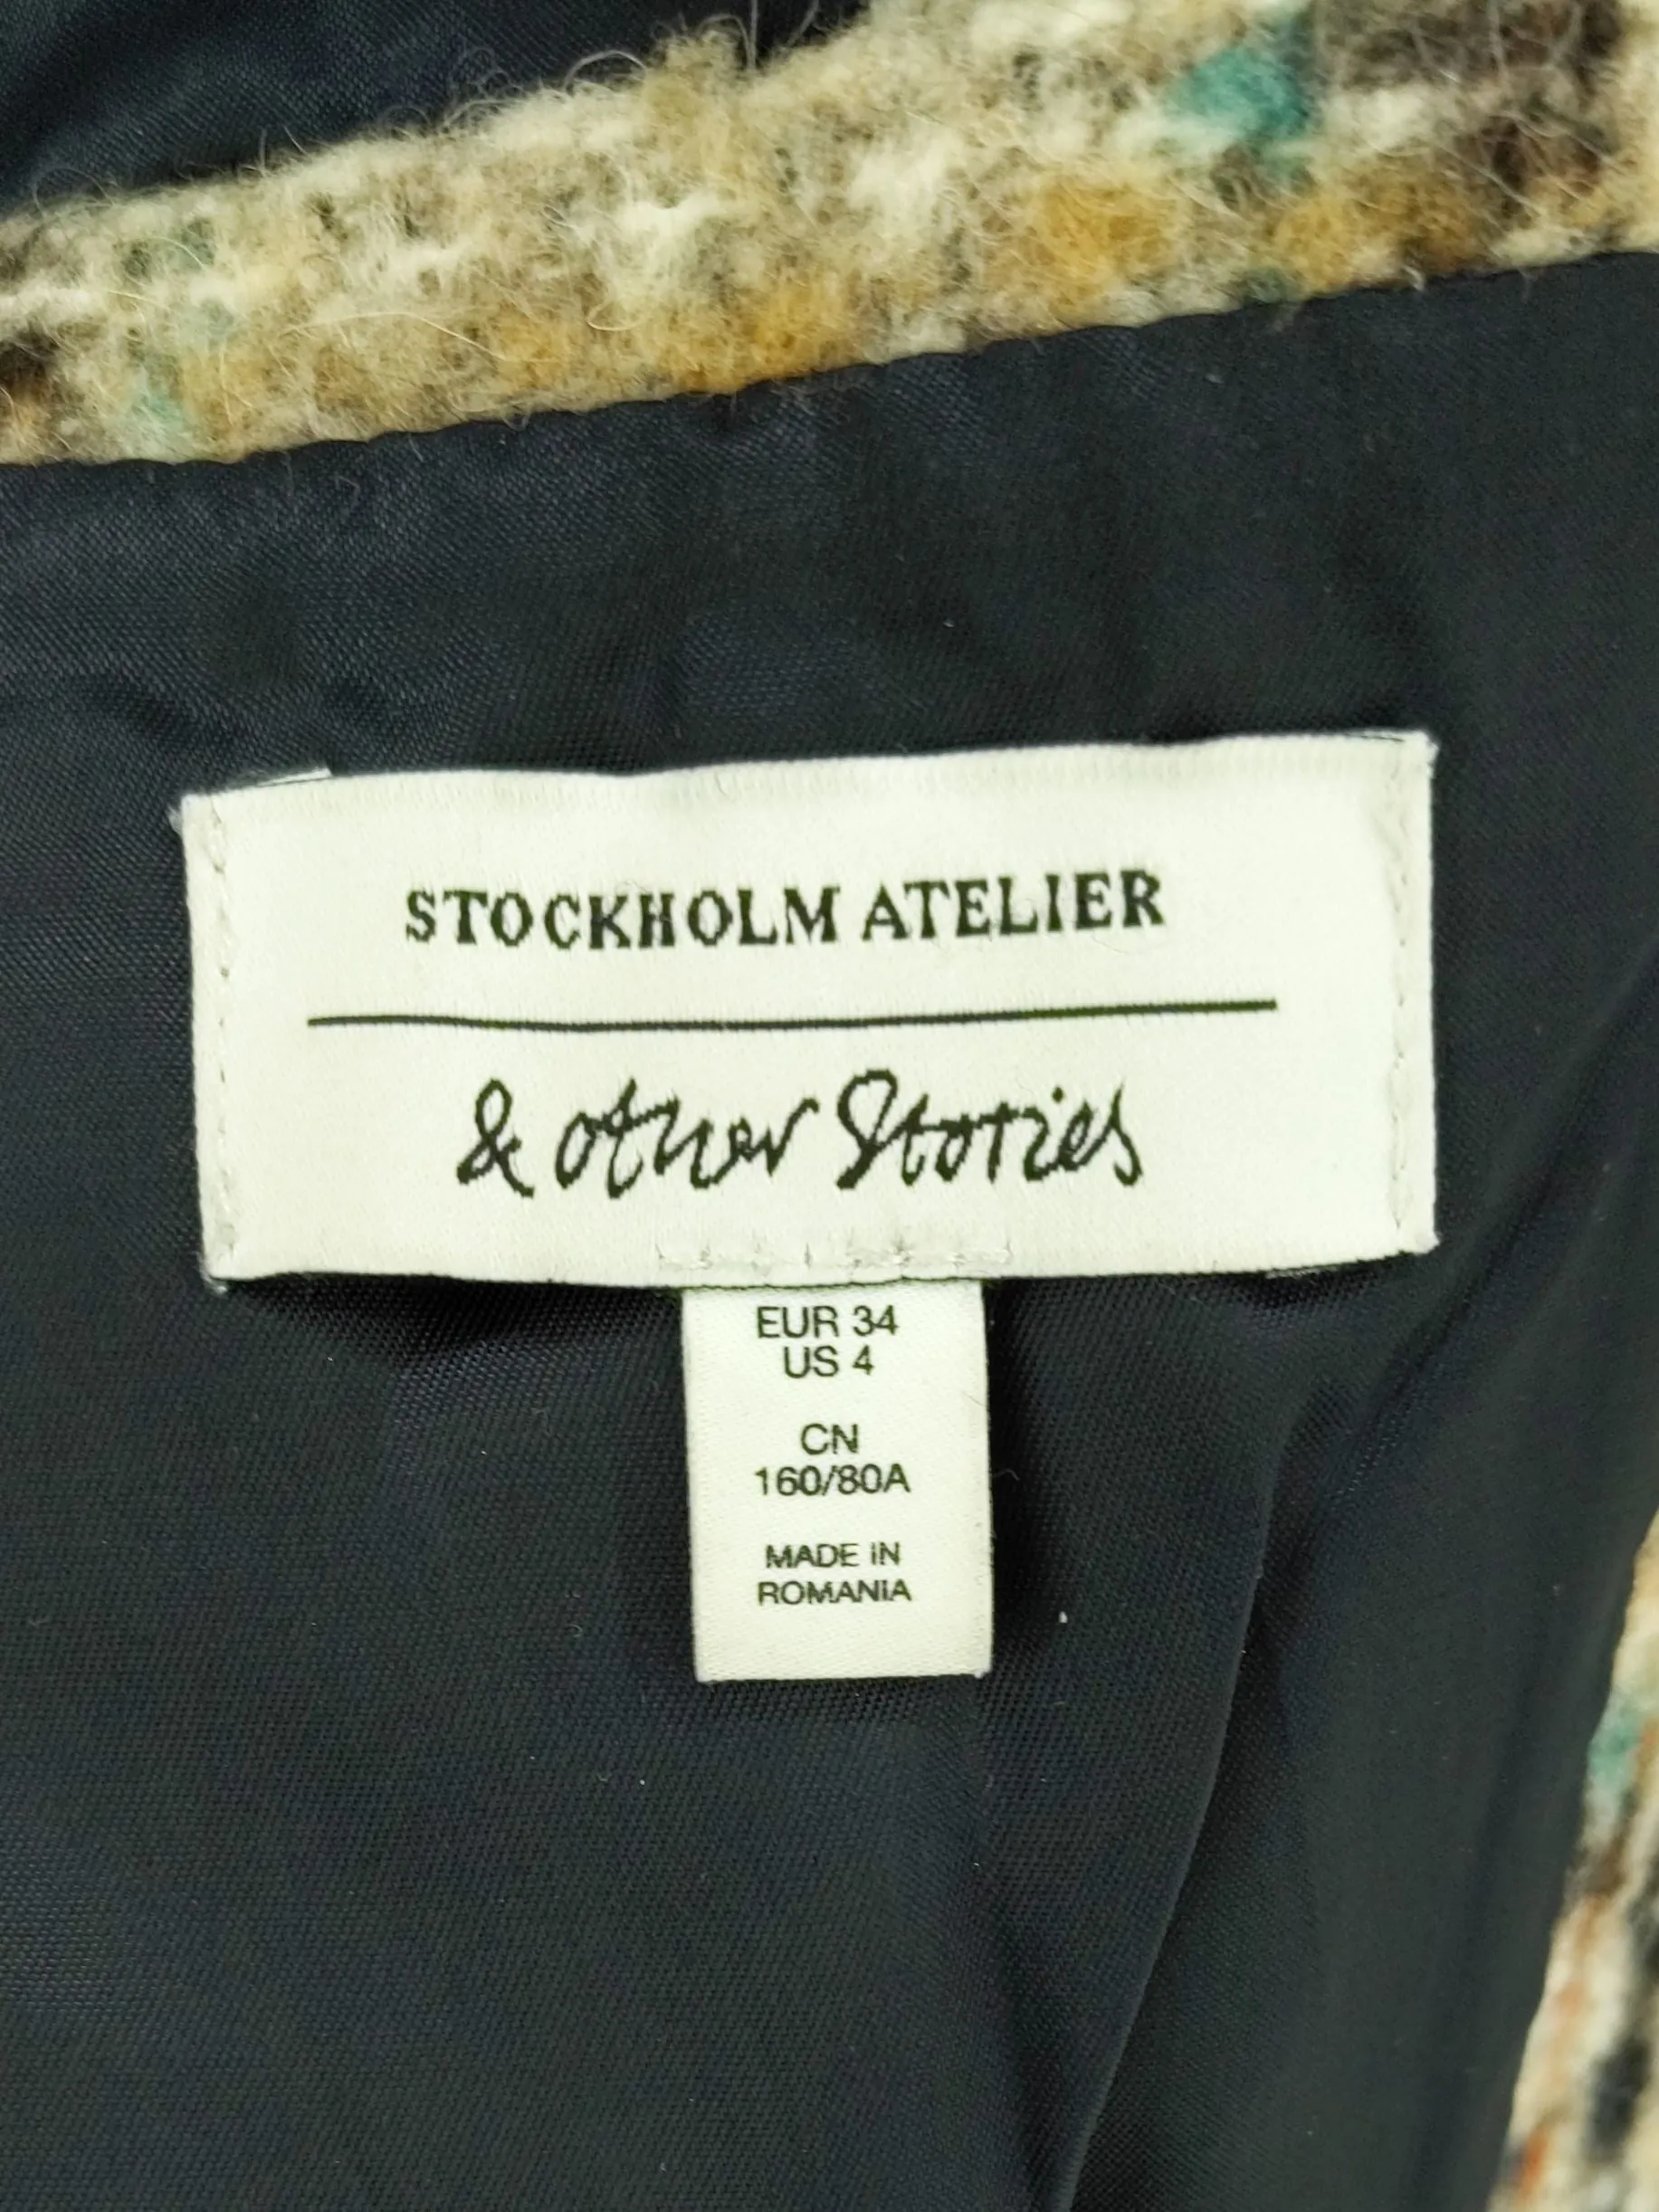 STOCKHOLM ATELIER
& other Stories
EUR 34
US 4
CN
160/80A
MADE IN
ROMANIA